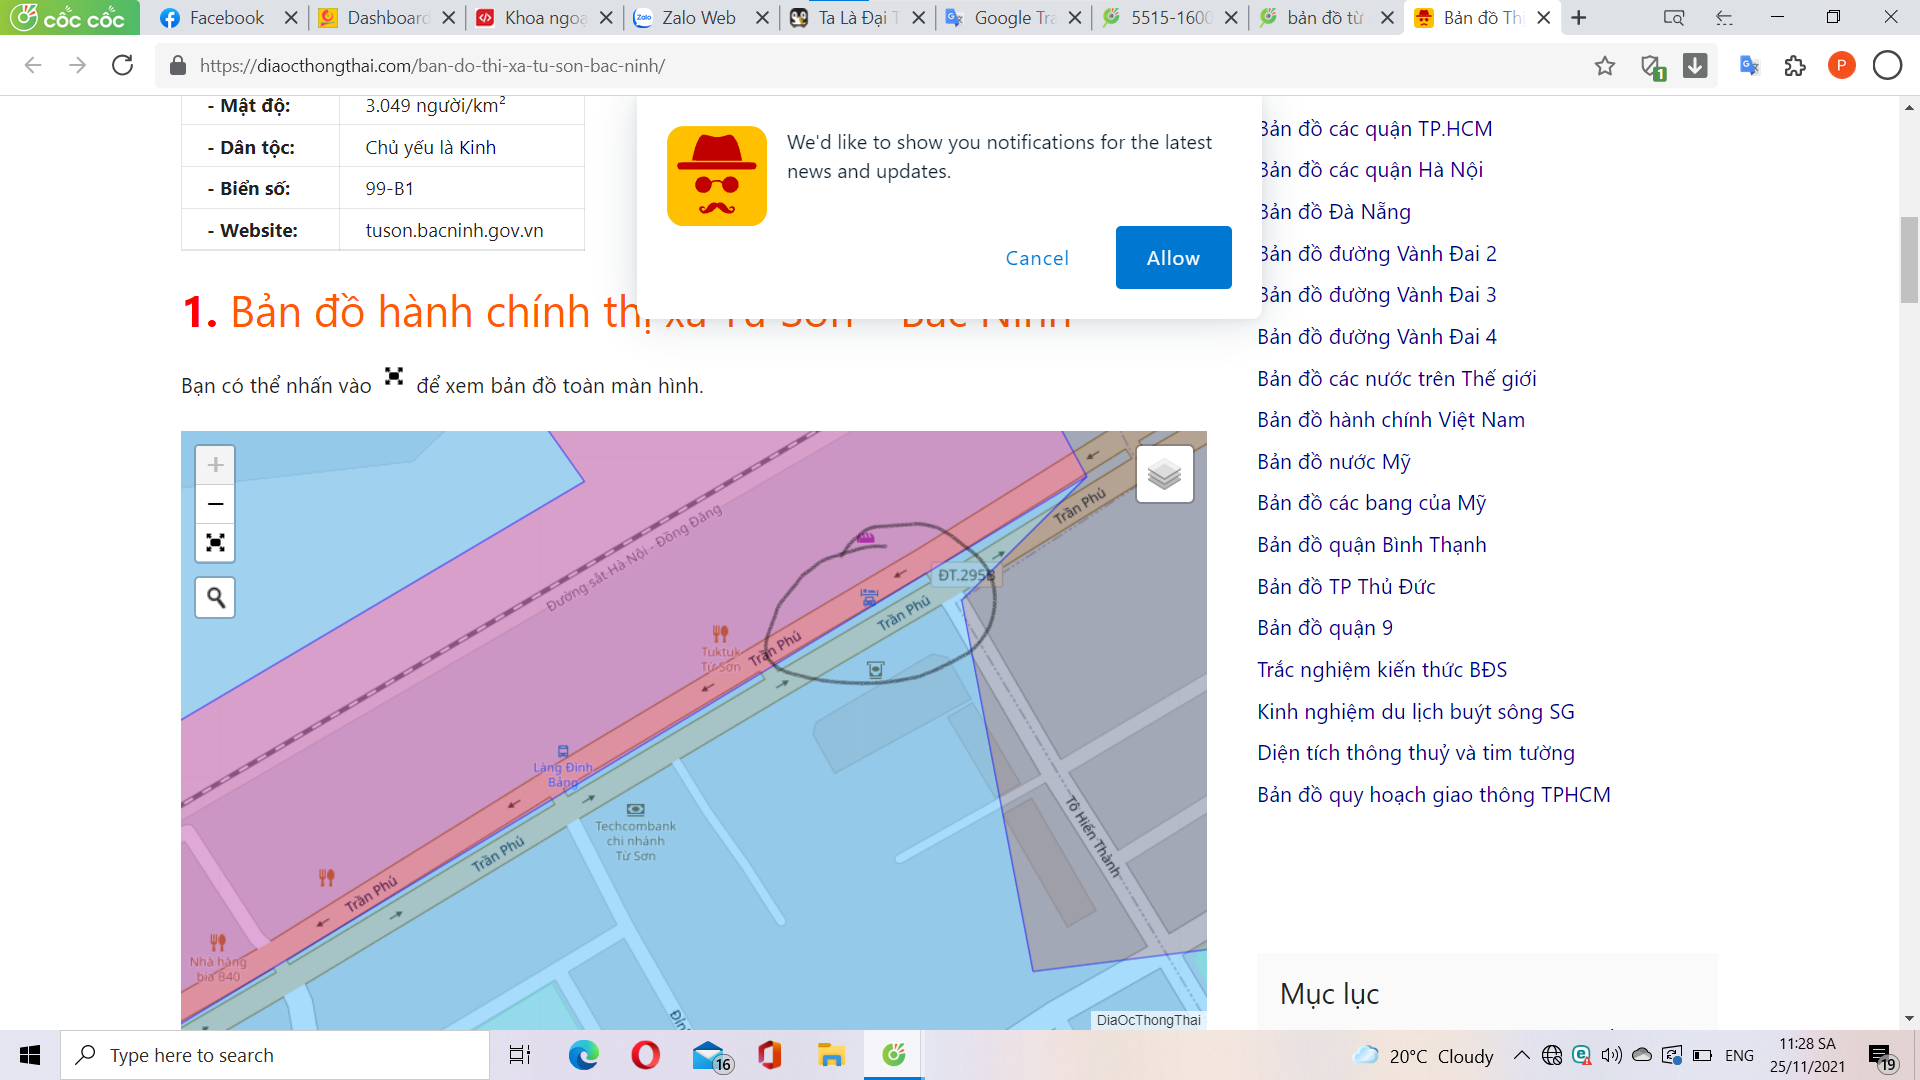 cốc cốc
Facebook
Dashboard
Khoa ngoạ
Zalo Web
Ta Là Đại T
Google Tra
5515-1600
bản đồ từ
Bản đồ Thị
https://diaocthongthai.com/ban-do-thi-xa-tu-son-bac-ninh/
1
P
- Mật độ: 3.049 người/km²
- Dân tộc: Chủ yếu là Kinh
- Biển số: 99-B1
- Website: tuson.bacninh.gov.vn
We'd like to show you notifications for the latest
news and updates.
Cancel
Allow
1. Bản đồ hành chính thị xã Từ Sơn - Bắc Ninh
Bạn có thể nhấn vào để xem bản đồ toàn màn hình.
+
−
Đường sắt Hà Nội - Đồng Đăng
Trần Phú
ĐT.295B
Trần Phú
Trần Phú
Tuktuk
Từ Sơn
Làng Đình
Bảng
Techcombank
chi nhánh
Từ Sơn
Trần Phú
Trần Phú
Tô Hiến Thành
Nhà hàng
bia B40
DiaOcThongThai
Bản đồ các quận TP.HCM
Bản đồ các quận Hà Nội
Bản đồ Đà Nẵng
Bản đồ đường Vành Đai 2
Bản đồ đường Vành Đai 3
Bản đồ đường Vành Đai 4
Bản đồ các nước trên Thế giới
Bản đồ hành chính Việt Nam
Bản đồ nước Mỹ
Bản đồ các bang của Mỹ
Bản đồ quận Bình Thạnh
Bản đồ TP Thủ Đức
Bản đồ quận 9
Trắc nghiệm kiến thức BĐS
Kinh nghiệm du lịch buýt sông SG
Diện tích thông thuỷ và tim tường
Bản đồ quy hoạch giao thông TPHCM
Mục lục
Type here to search
16
20°C Cloudy
ENG
11:28 SA
25/11/2021
19